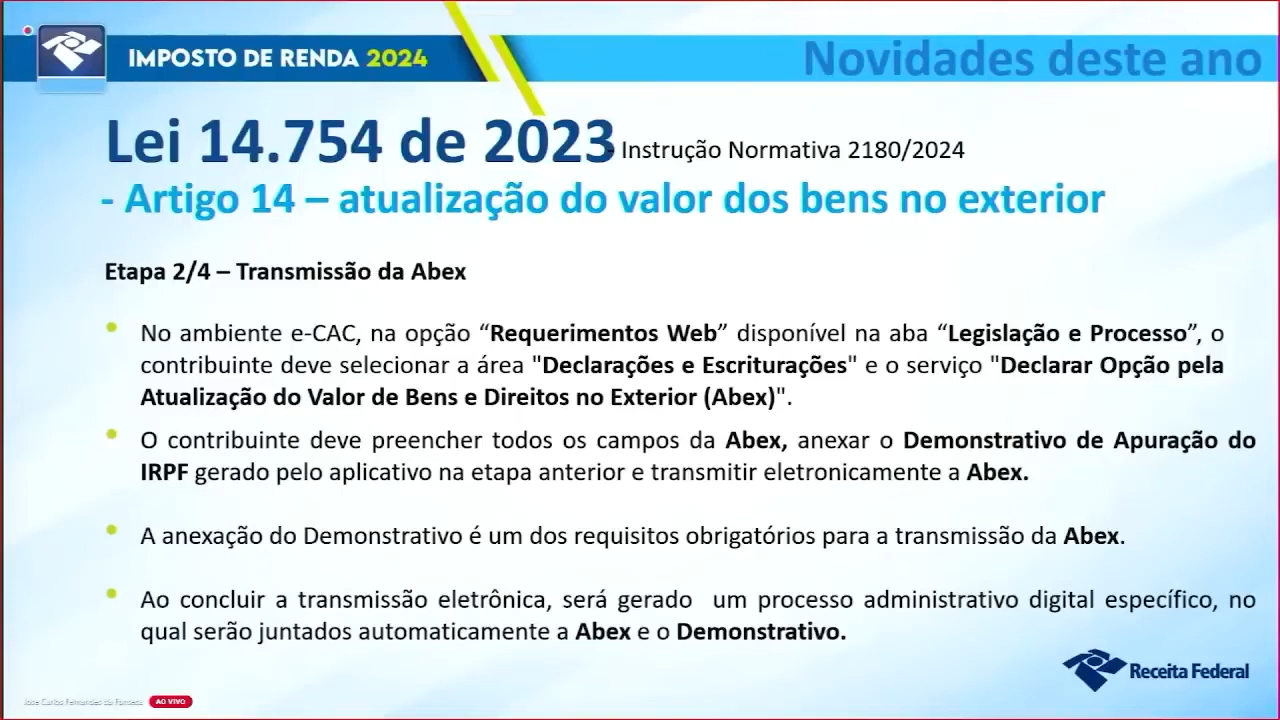 IMPOSTO DE RENDA 2024
Novidades deste ano
Lei 14.754 de 2023 - Instrução Normativa 2180/2024
- Artigo 14 – atualização do valor dos bens no exterior
Etapa 2/4 – Transmissão da Abex
• No ambiente e-CAC, na opção “Requerimentos Web” disponível na aba “Legislação e Processo”, o
contribuinte deve selecionar a área "Declarações e Escriturações" e o serviço "Declarar Opção pela
Atualização do Valor de Bens e Direitos no Exterior (Abex)".
• O contribuinte deve preencher todos os campos da Abex, anexar o Demonstrativo de Apuração do
IRPF gerado pelo aplicativo na etapa anterior e transmitir eletronicamente a Abex.
• A anexação do Demonstrativo é um dos requisitos obrigatórios para a transmissão da Abex.
• Ao concluir a transmissão eletrônica, será gerado um processo administrativo digital específico, no
qual serão juntados automaticamente a Abex e o Demonstrativo.
Receita Federal
Jose Carlos Fernandes da Fonseca
AO VIVO